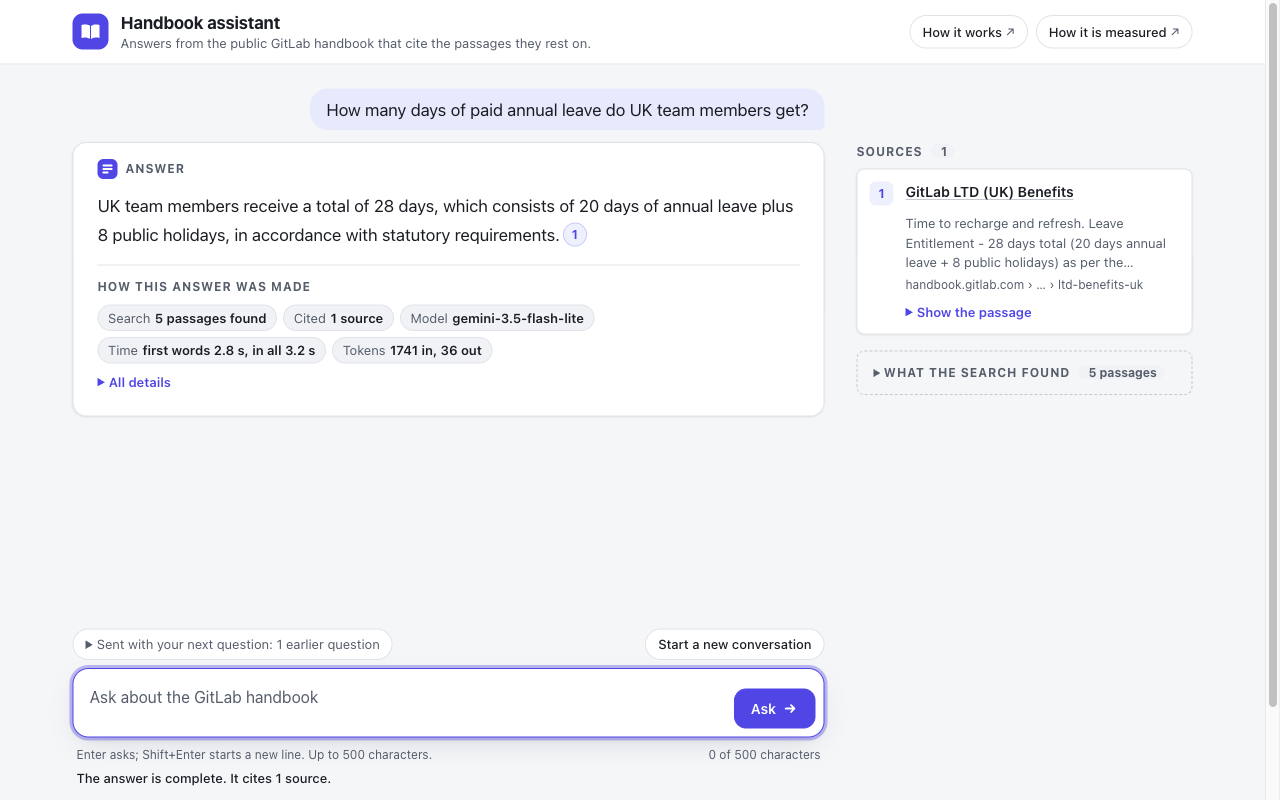 Handbook assistant
Answers from the public GitLab handbook that cite the passages they rest on.
How it works ↗
How it is measured ↗
How many days of paid annual leave do UK team members get?
ANSWER
UK team members receive a total of 28 days, which consists of 20 days of annual leave plus
8 public holidays, in accordance with statutory requirements. 1
HOW THIS ANSWER WAS MADE
Search 5 passages found
Cited 1 source
Model gemini-3.5-flash-lite
Time first words 2.8 s, in all 3.2 s
Tokens 1741 in, 36 out
All details
SOURCES 1
1 GitLab LTD (UK) Benefits
Time to recharge and refresh. Leave
Entitlement - 28 days total (20 days annual
leave + 8 public holidays) as per the…
handbook.gitlab.com › … › ltd-benefits-uk
Show the passage
WHAT THE SEARCH FOUND 5 passages
Sent with your next question: 1 earlier question
Start a new conversation
Ask about the GitLab handbook
Ask →
Enter asks; Shift+Enter starts a new line. Up to 500 characters.
0 of 500 characters
The answer is complete. It cites 1 source.